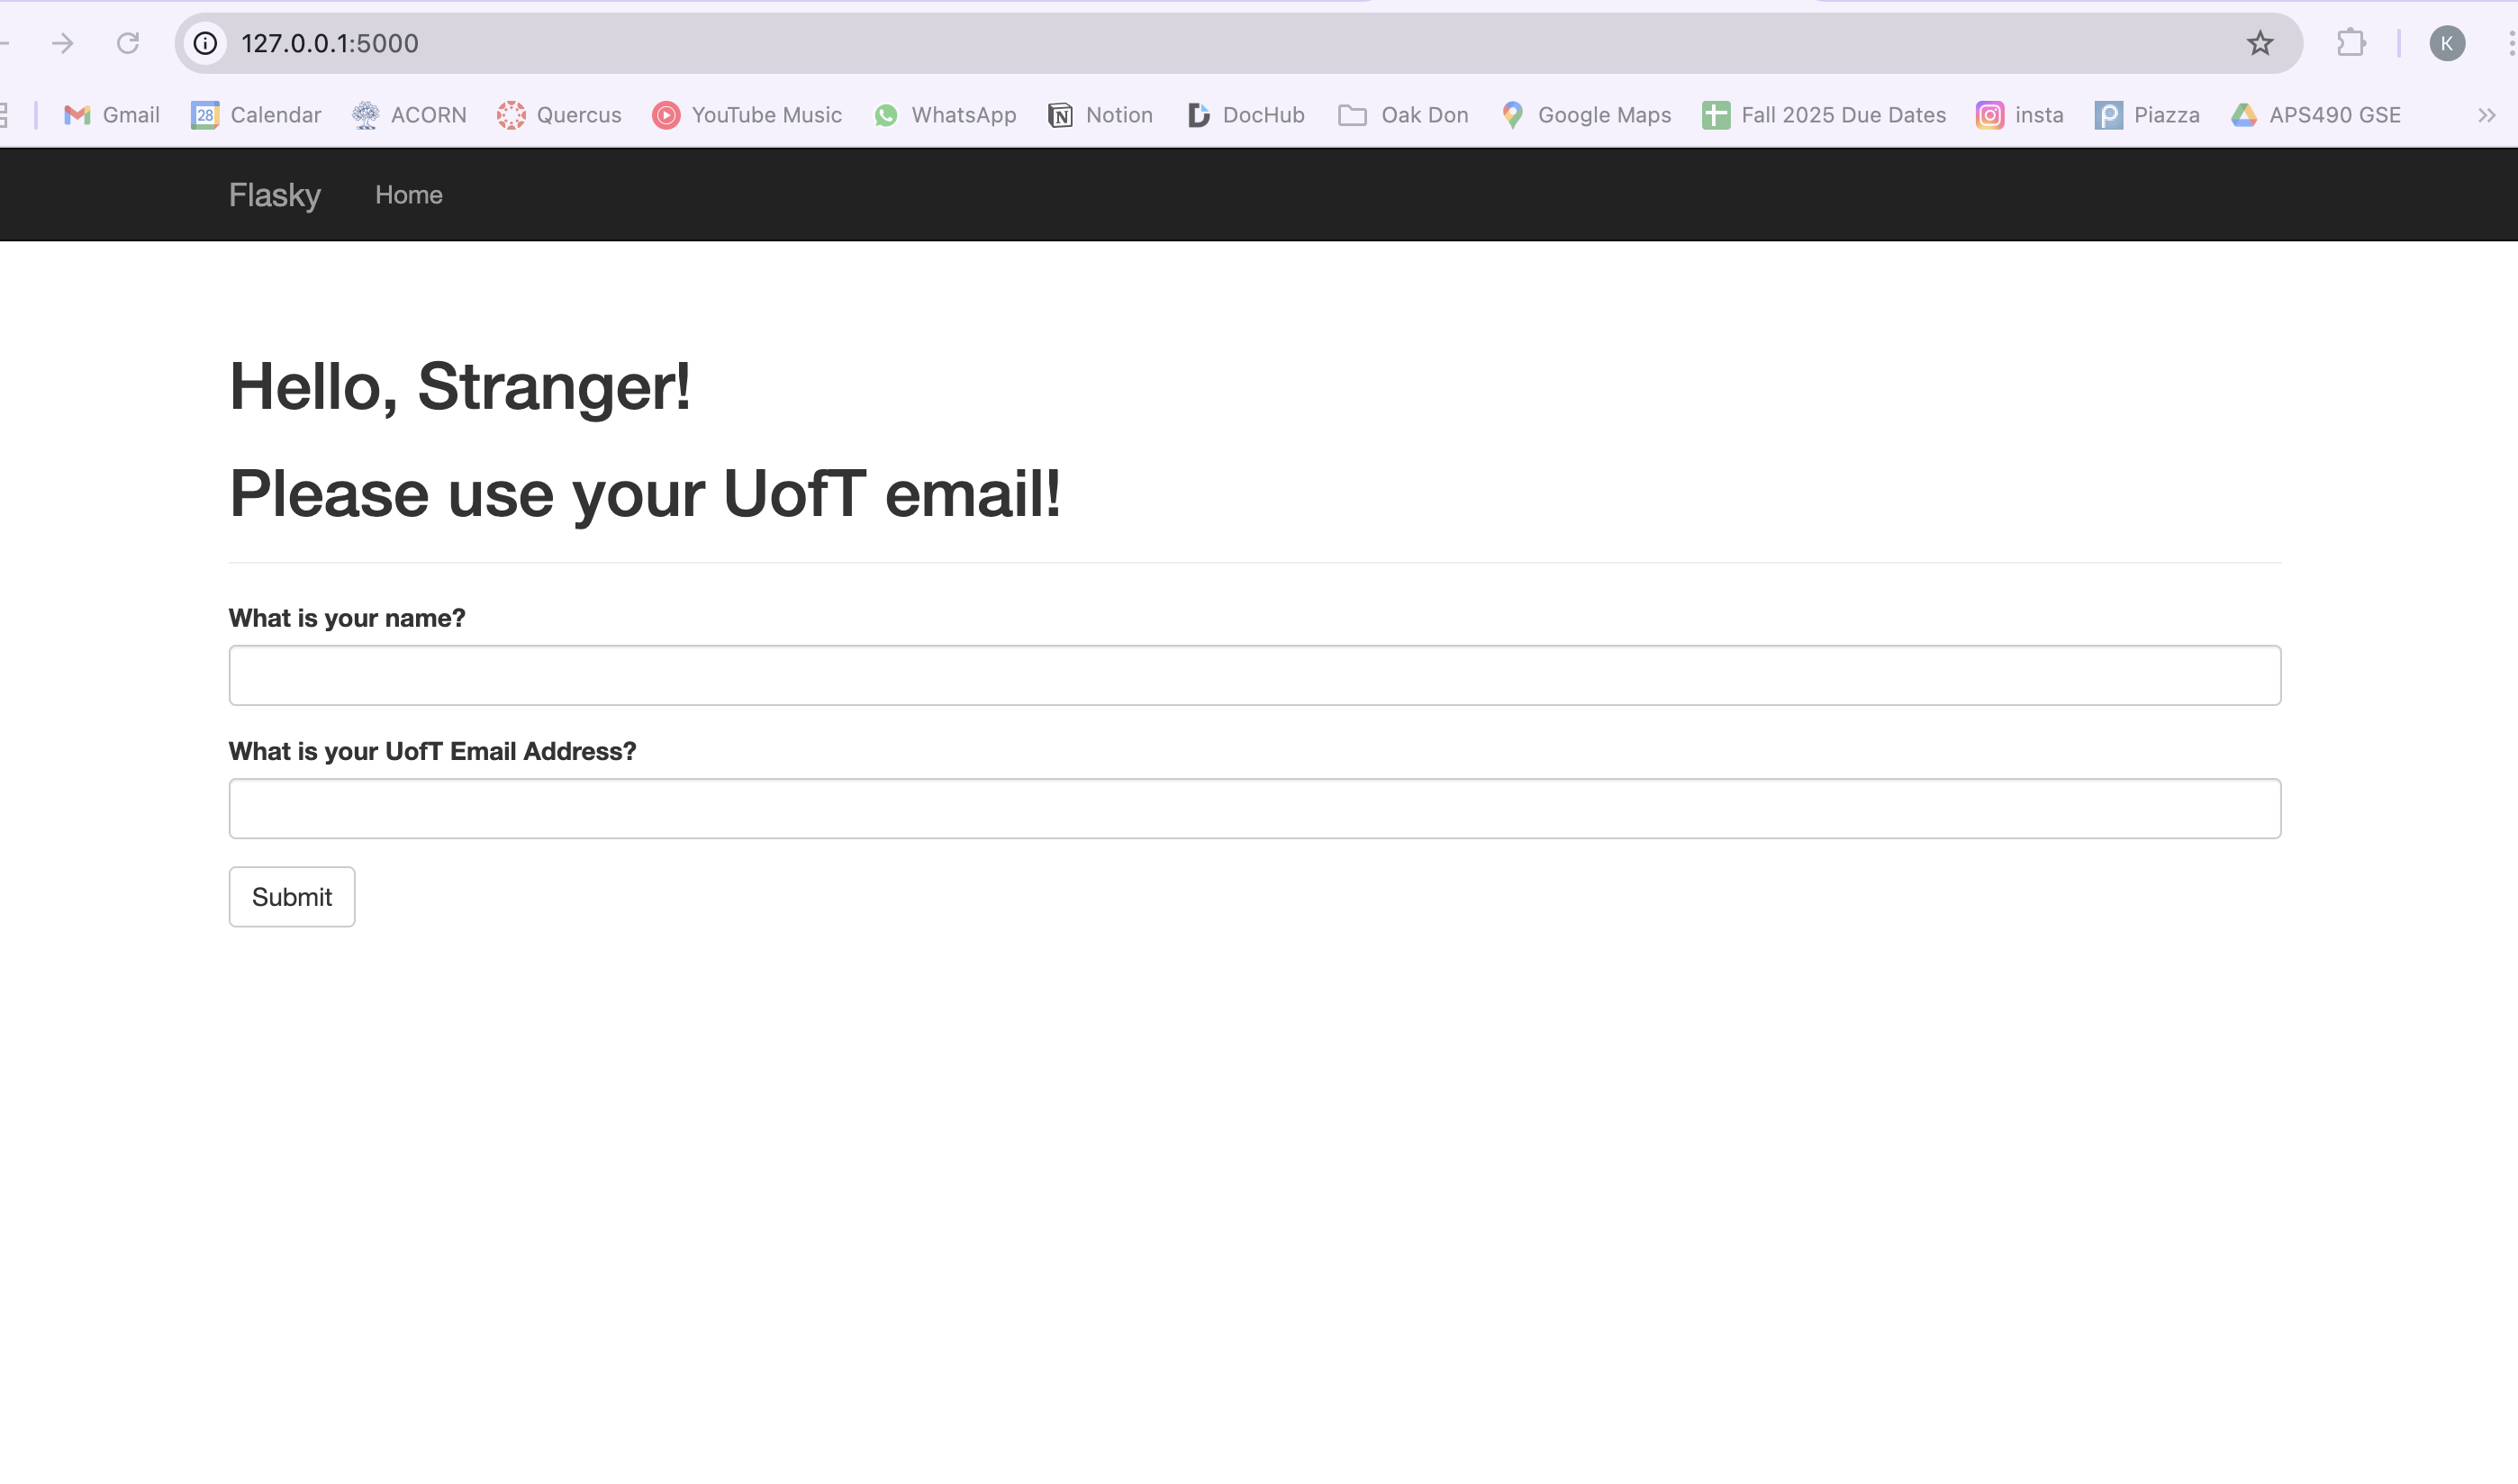 127.0.0.1:5000
Gmail 28 Calendar ACORN Quercus YouTube Music WhatsApp Notion DocHub Oak Don Google Maps Fall 2025 Due Dates insta Piazza APS490 GSE
K
Flasky Home
Hello, Stranger!
Please use your UofT email!
What is your name?
What is your UofT Email Address?
Submit